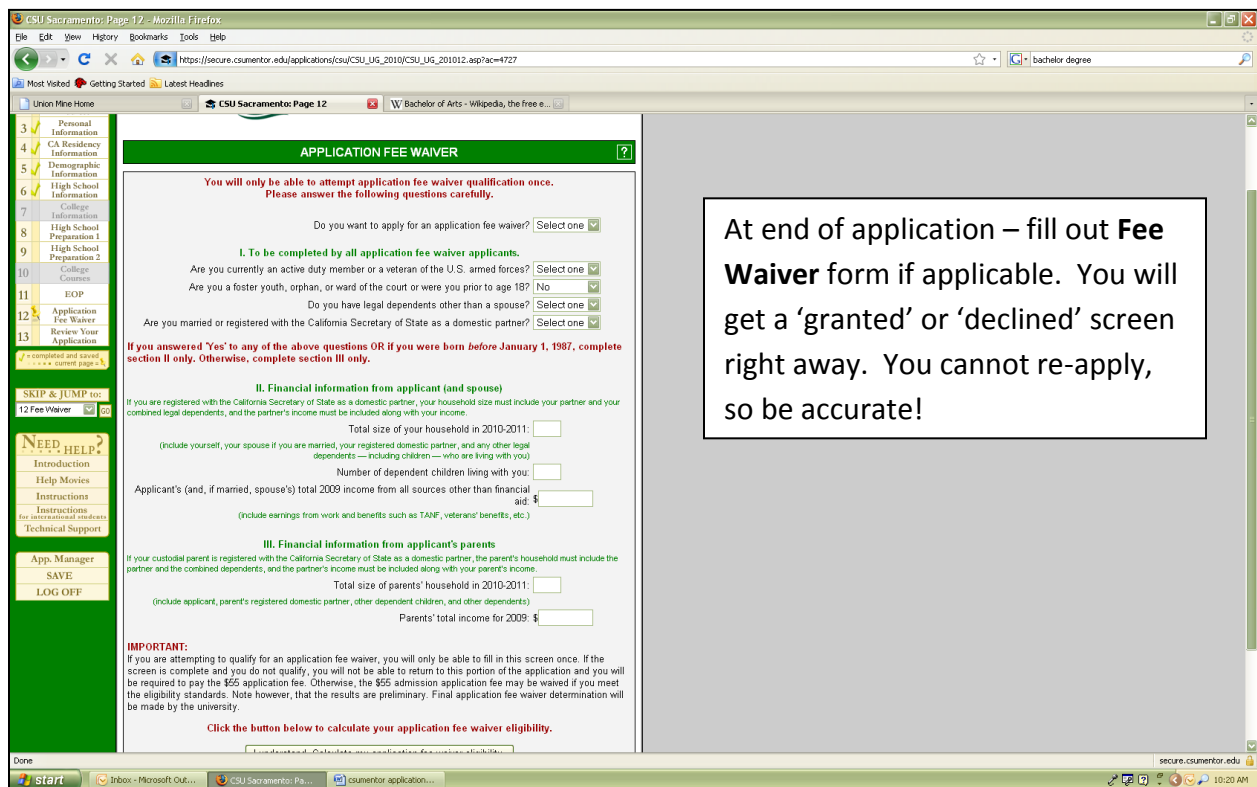 CSU Sacramento: Page 12 - Mozilla Firefox
File Edit View History Bookmarks Tools Help
https://secure.csumentor.edu/applications/csu/CSU_UG_2010/CSU_UG_201012.asp?ac=4727
bachelor degree
Most Visited Getting Started Latest Headlines
Union Mine Home
CSU Sacramento: Page 12
Bachelor of Arts - Wikipedia, the free e...
3 Personal Information
4 CA Residency Information
5 Demographic Information
6 High School Information
7 College Information
8 High School Preparation 1
9 High School Preparation 2
10 College Courses
11 EOP
12 Application Fee Waiver
13 Review Your Application
= completed and saved
current page =
SKIP & JUMP to:
12 Fee Waiver GO
NEED HELP?
Introduction
Help Movies
Instructions
Instructions
for international students
Technical Support
App. Manager
SAVE
LOG OFF
APPLICATION FEE WAIVER ?
You will only be able to attempt application fee waiver qualification once.
Please answer the following questions carefully.
Do you want to apply for an application fee waiver? Select one
I. To be completed by all application fee waiver applicants.
Are you currently an active duty member or a veteran of the U.S. armed forces? Select one
Are you a foster youth, orphan, or ward of the court or were you prior to age 18? No
Do you have legal dependents other than a spouse? Select one
Are you married or registered with the California Secretary of State as a domestic partner? Select one
If you answered 'Yes' to any of the above questions OR if you were born before January 1, 1987, complete
section II only. Otherwise, complete section III only.
II. Financial information from applicant (and spouse)
If you are registered with the California Secretary of State as a domestic partner, your household size must include your partner and your
combined legal dependents, and the partner's income must be included along with your income.
Total size of your household in 2010-2011:
(include yourself, your spouse if you are married, your registered domestic partner, and any other legal
dependents — including children — who are living with you)
Number of dependent children living with you:
Applicant's (and, if married, spouse's) total 2009 income from all sources other than financial
aid: $
(include earnings from work and benefits such as TANF, veterans' benefits, etc.)
III. Financial information from applicant's parents
If your custodial parent is registered with the California Secretary of State as a domestic partner, the parent's household must include the
partner and the combined dependents, and the partner's income must be included along with your parent's income.
Total size of parents' household in 2010-2011:
(include applicant, parent's registered domestic partner, other dependent children, and other dependents)
Parents' total income for 2009: $
IMPORTANT:
If you are attempting to qualify for an application fee waiver, you will only be able to fill in this screen once. If the
screen is complete and you do not qualify, you will not be able to return to this portion of the application and you will
be required to pay the $55 application fee. Otherwise, the $55 admission application fee may be waived if you meet
the eligibility standards. Note however, that the results are preliminary. Final application fee waiver determination will
be made by the university.
Click the button below to calculate your application fee waiver eligibility.
I understand. Calculate my application fee waiver eligibility
At end of application – fill out Fee
Waiver form if applicable. You will
get a 'granted' or 'declined' screen
right away. You cannot re-apply,
so be accurate!
Done
secure.csumentor.edu
start
Inbox - Microsoft Out...
CSU Sacramento: Pa...
csumentor application...
10:20 AM